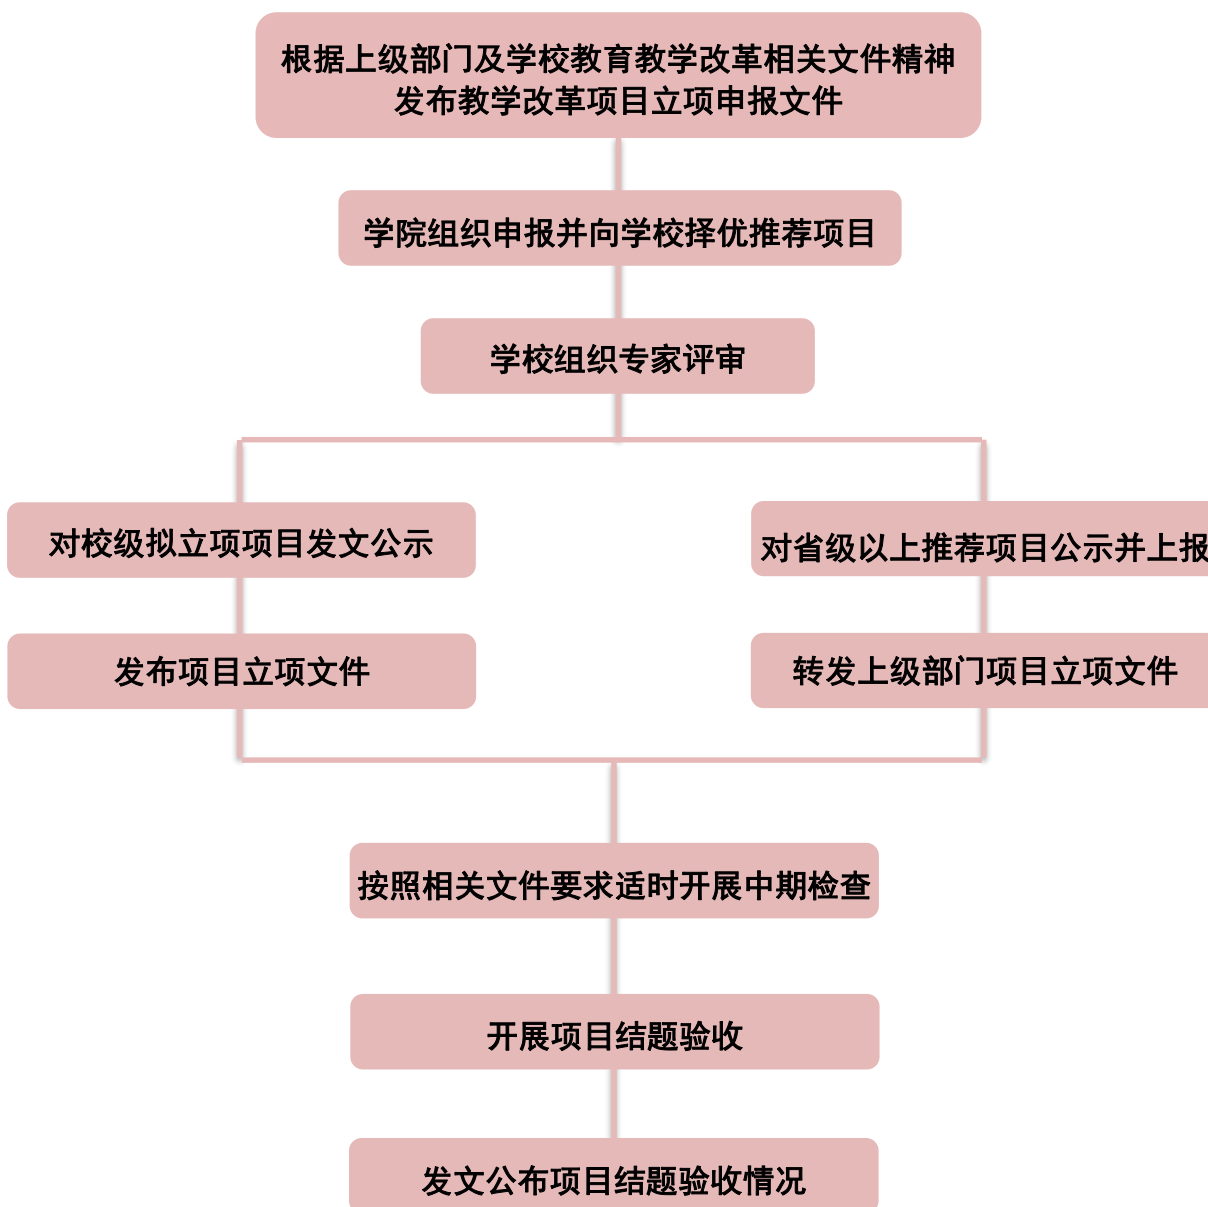 根据上级部门及学校教育教学改革相关文件精神
发布教学改革项目立项申报文件
学院组织申报并向学校择优推荐项目
学校组织专家评审
对校级拟立项项目发文公示
对省级以上推荐项目公示并上报
发布项目立项文件
转发上级部门项目立项文件
按照相关文件要求适时开展中期检查
开展项目结题验收
发文公布项目结题验收情况